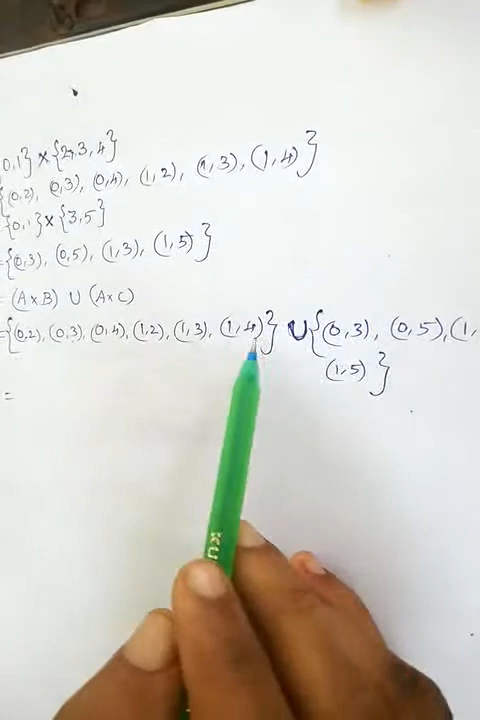 0,1} × {2,3,4}
{(0,2), (0,3), (0,4), (1,2), (1,3), (1,4)}
={0,1} × {3,5}
={(0,3), (0,5), (1,3), (1,5)}
= (A×B) ∪ (A×C)
={(0,2), (0,3), (0,4), (1,2), (1,3), (1,4)} ∪ {(0,3), (0,5), (1,
(1,5)}
=
KU